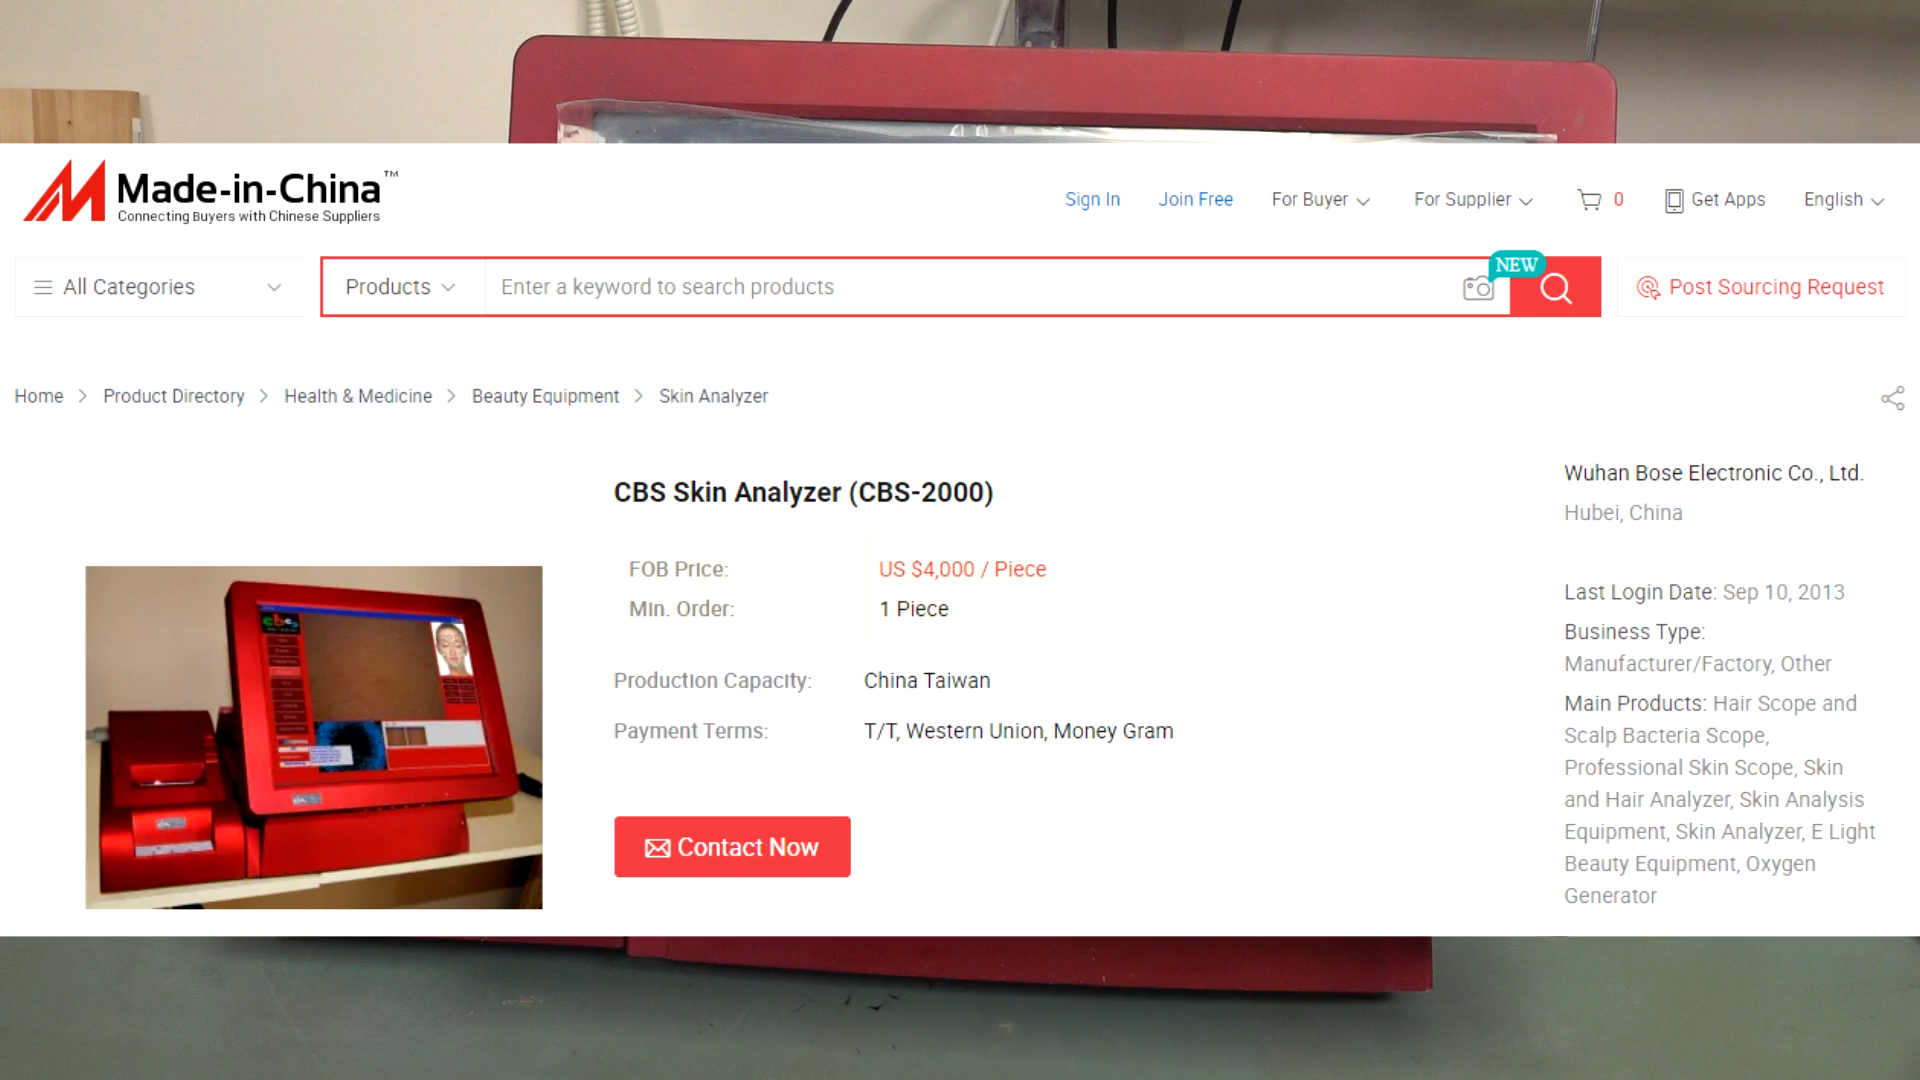 Made-in-China™
Connecting Buyers with Chinese Suppliers
Sign In
Join Free
For Buyer
For Supplier
0
Get Apps
English
All Categories
Products
Enter a keyword to search products
NEW
Post Sourcing Request
Home
Product Directory
Health & Medicine
Beauty Equipment
Skin Analyzer
CBS Skin Analyzer (CBS-2000)
FOB Price:
US $4,000 / Piece
Min. Order:
1 Piece
Production Capacity:
China Taiwan
Payment Terms:
T/T, Western Union, Money Gram
Contact Now
Wuhan Bose Electronic Co., Ltd.
Hubei, China
Last Login Date: Sep 10, 2013
Business Type:
Manufacturer/Factory, Other
Main Products: Hair Scope and
Scalp Bacteria Scope,
Professional Skin Scope, Skin
and Hair Analyzer, Skin Analysis
Equipment, Skin Analyzer, E Light
Beauty Equipment, Oxygen
Generator